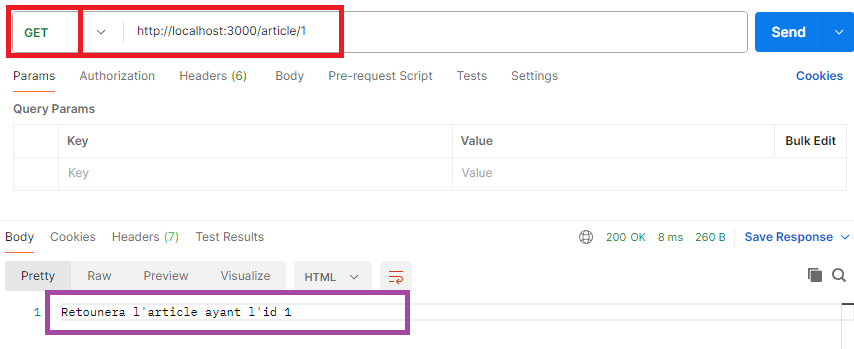 GET http://localhost:3000/article/1 Send
Params Authorization Headers (6) Body Pre-request Script Tests Settings Cookies
Query Params
Key Value Bulk Edit
Key Value
Body Cookies Headers (7) Test Results 200 OK 8 ms 260 B Save Response
Pretty Raw Preview Visualize HTML
1 Retounera l'article ayant l'id 1